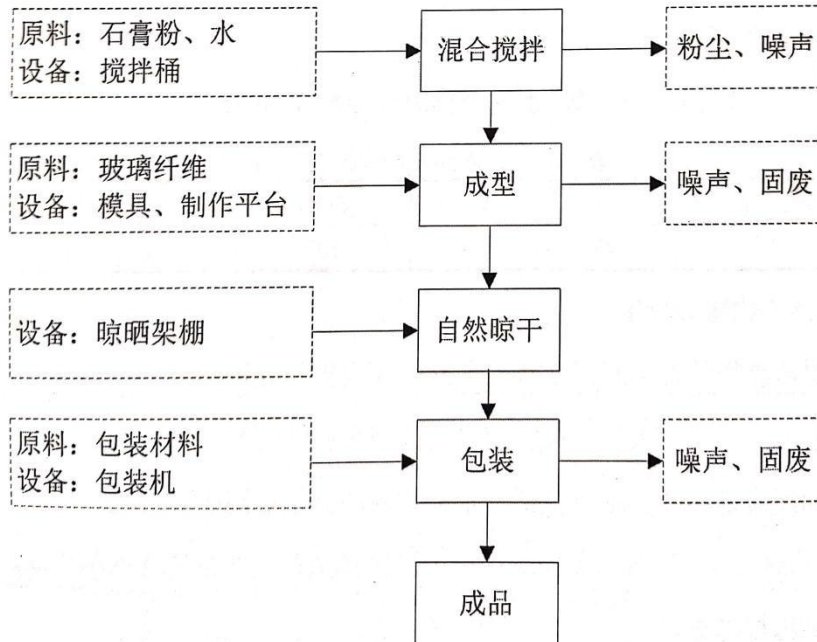 原料：石膏粉、水
设备：搅拌桶
混合搅拌
粉尘、噪声
原料：玻璃纤维
设备：模具、制作平台
成型
噪声、固废
设备：晾晒架棚
自然晾干
原料：包装材料
设备：包装机
包装
噪声、固废
成品